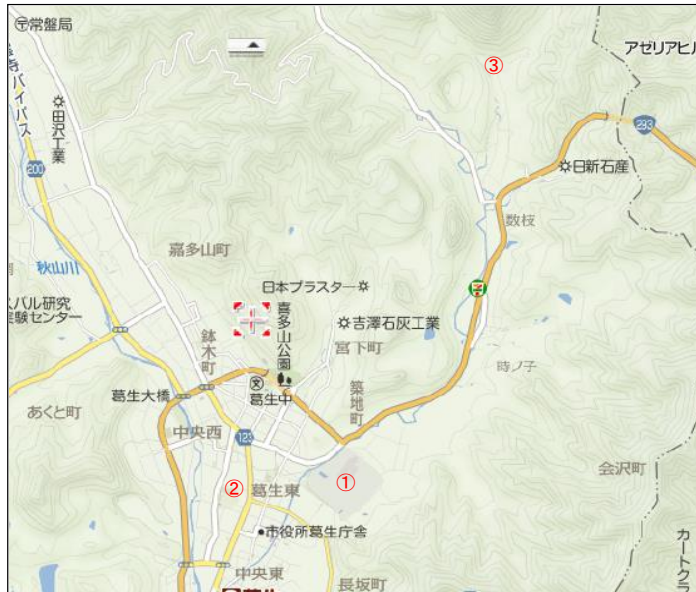 〒常盤局
アゼリアヒル
③
バイパス
田沢工業
293
日新石産
200
数枝
嘉多山町
秋山川
日本プラスター
スバル研究
実験センター
吉澤石灰工業
喜多山公園
宮下町
鉢木町
時ノ子
築地町
葛生大橋
文
葛生中
あくと町
中央西
123
会沢町
①
②
葛生東
市役所葛生庁舎
カートクラ
中央東
長坂町